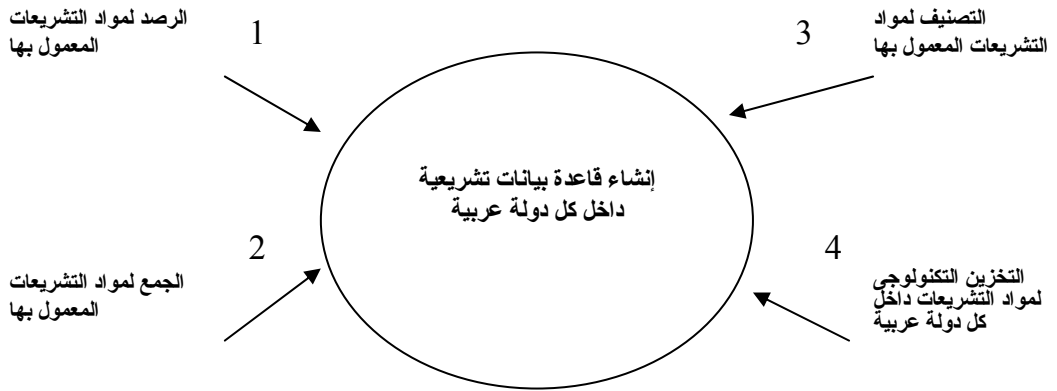 1
الرصد لمواد التشريعات
المعمول بها
3
التصنيف لمواد
التشريعات المعمول بها
إنشاء قاعدة بيانات تشريعية
داخل كل دولة عربية
2
الجمع لمواد التشريعات
المعمول بها
4
التخزين التكنولوجى
لمواد التشريعات داخل
كل دولة عربية